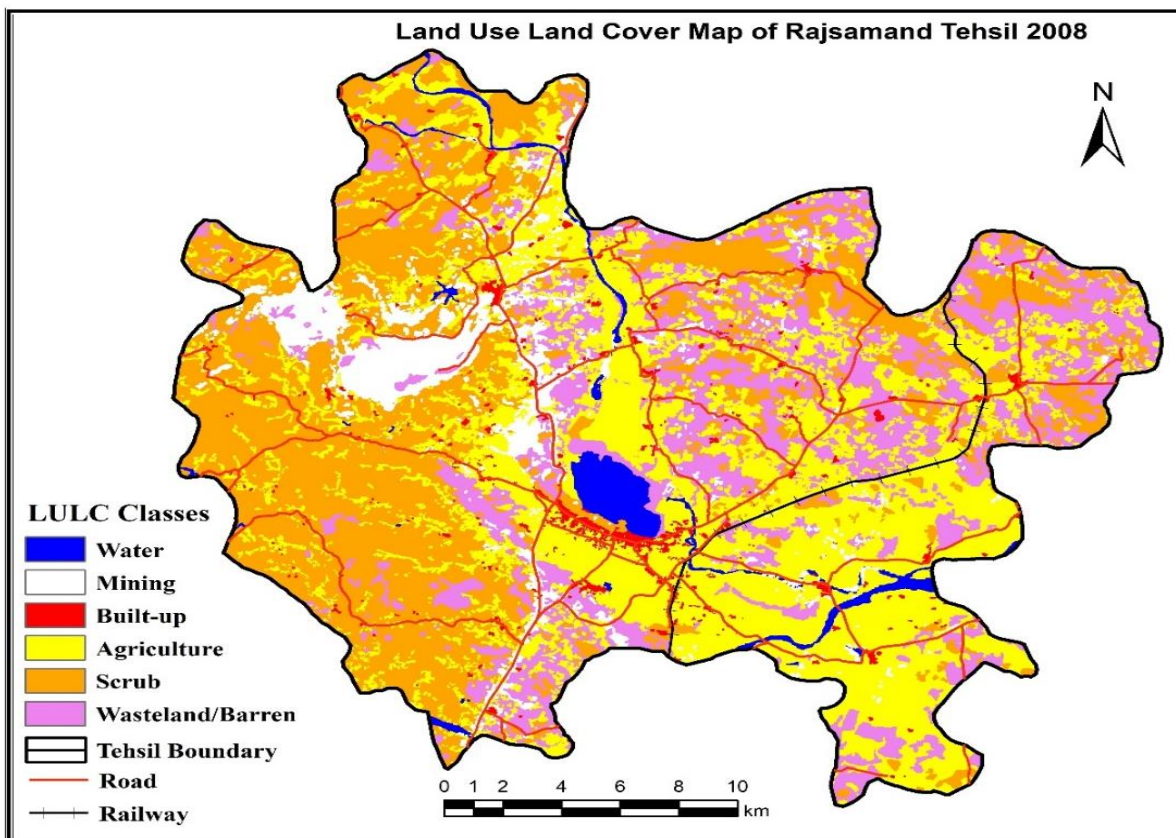 Land Use Land Cover Map of Rajsamand Tehsil 2008
N
LULC Classes
Water
Mining
Built-up
Agriculture
Scrub
Wasteland/Barren
Tehsil Boundary
Road
Railway
0 1 2 4 6 8 10
km